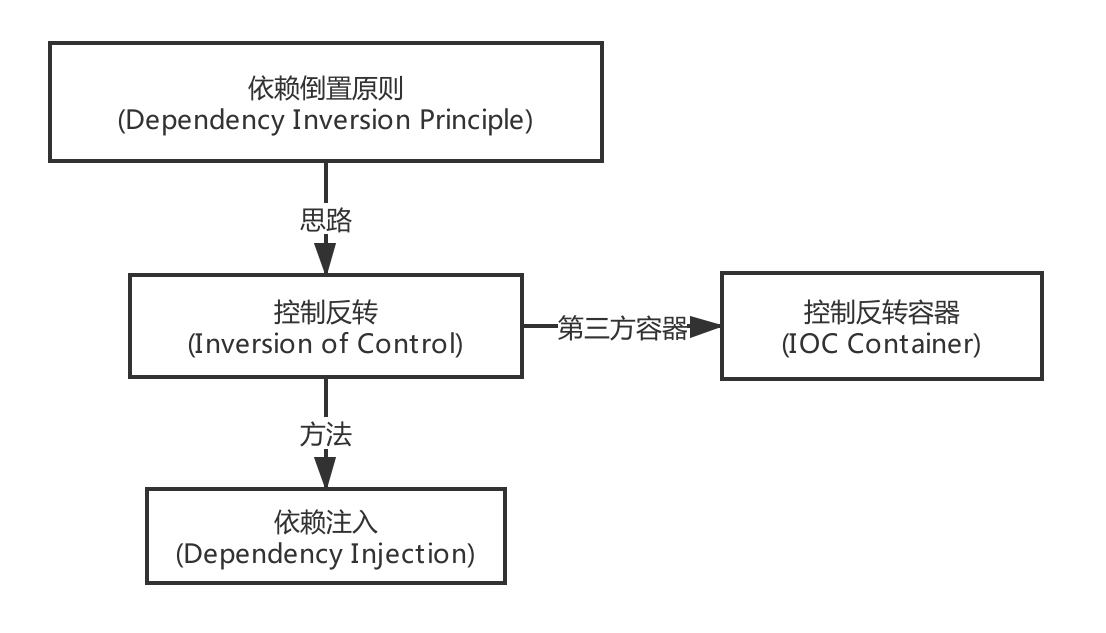 依赖倒置原则
(Dependency Inversion Principle)
思路
控制反转
(Inversion of Control)
第三方容器
控制反转容器
(IOC Container)
方法
依赖注入
(Dependency Injection)